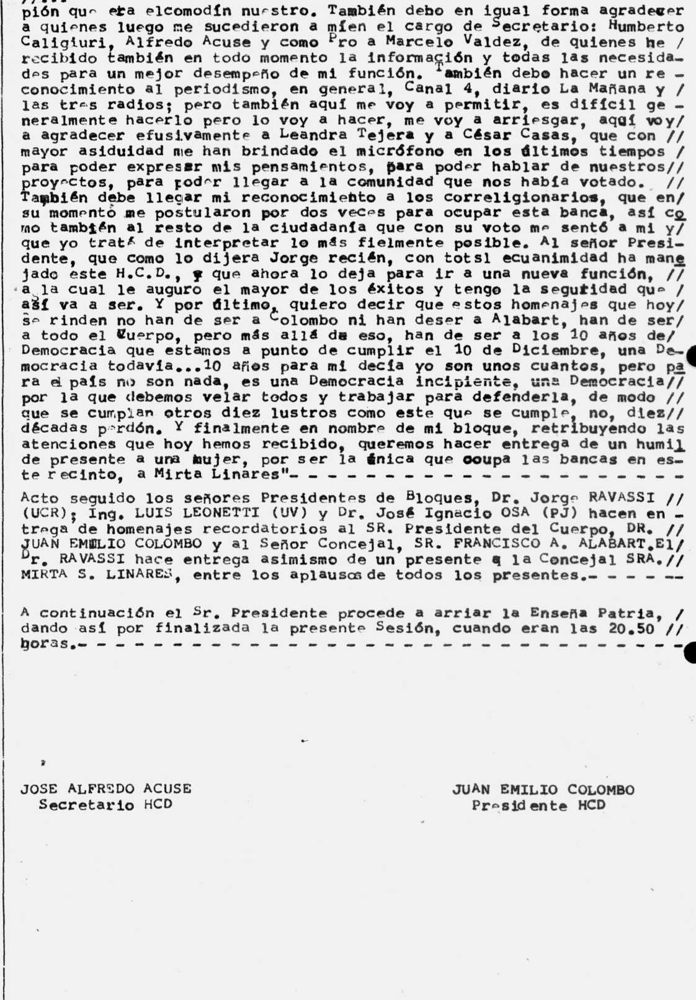 //...
pión que era elcomodín nuestro. También debo en igual forma agradecer
a quienes luego me sucedieron a míen el cargo de Secretario: Humberto
Caligiuri, Alfredo Acuse y como Pro a Marcelo Valdez, de quienes he /
recibido también en todo momento la información y todas las necesida-
des para un mejor desempeño de mi función. También debo hacer un re -
conocimiento al periodismo, en general, Canal 4, diario La Mañana y /
las tres radios; pero también aquí me voy a permitir, es difícil ge -
neralmente hacerlo pero lo voy a hacer, me voy a arriesgar, aquí voy/
a agradecer efusivamente a Leandra Tejera y a César Casas, que con //
mayor asiduidad me han brindado el micrófono en los últimos tiempos /
para poder expresar mis pensamientos, para poder hablar de nuestros//
proyectos, para poder llegar a la comunidad que nos había votado. //
También debe llegar mi reconocimiento a los correligionarios, que en/
su momentó me postularon por dos veces para ocupar esta banca, así co
mo también al resto de la ciudadanía que con su voto me sentó a mi y/
que yo traté de interpretar lo más fielmente posible. Al señor Presi-
dente, que como lo dijera Jorge recién, con totsl ecuanimidad ha mane
jado este H.C.D., y que ahora lo deja para ir a una nueva función, //
a la cual le auguro el mayor de los éxitos y tengo la seguridad que /
así va a ser. Y por último, quiero decir que estos homenajes que hoy/
se rinden no han de ser a Colombo ni han deser a Alabart, han de ser/
a todo el Cuerpo, pero más allá de eso, han de ser a los 10 años de/
Democracia que estamos a punto de cumplir el 10 de Diciembre, una De-
mocracia todavía...10 años para mi decía yo son unos cuantos, pero pa
ra el país no son nada, es una Democracia incipiente, una Democracia//
por la que debemos velar todos y trabajar para defenderla, de modo //
que se cumplan otros diez lustros como este que se cumple, no, diez//
décadas perdón. Y finalmente en nombre de mi bloque, retribuyendo las
atenciones que hoy hemos recibido, queremos hacer entrega de un humil
de presente a una mujer, por ser la única que ocupa las bancas en es-
te recinto, a Mirta Linares"- - - - - - - - - - - - - - - - - - - - - -
Acto seguido los señores Presidentes de Bloques, Dr. Jorge RAVASSI //
(UCR); Ing. LUIS LEONETTI (UV) y Dr. José Ignacio OSA (PJ) hacen en -
trega de homenajes recordatorios al SR. Presidente del Cuerpo, DR. //
JUAN EMILIO COLOMBO y al Señor Concejal, SR. FRANCISCO A. ALABART.El/
Dr. RAVASSI hace entrega asimismo de un presente a la Concejal SRA.//
MIRTA S. LINARES, entre los aplausos de todos los presentes.- - - - - --
A continuación el Sr. Presidente procede a arriar la Enseña Patria, /
dando así por finalizada la presente Sesión, cuando eran las 20.50 //
horas.- - - - - - - - - - - - - - - - - - - - - - - - - - - - - - - - -
JOSE ALFREDO ACUSE
Secretario HCD
JUAN EMILIO COLOMBO
Presidente HCD